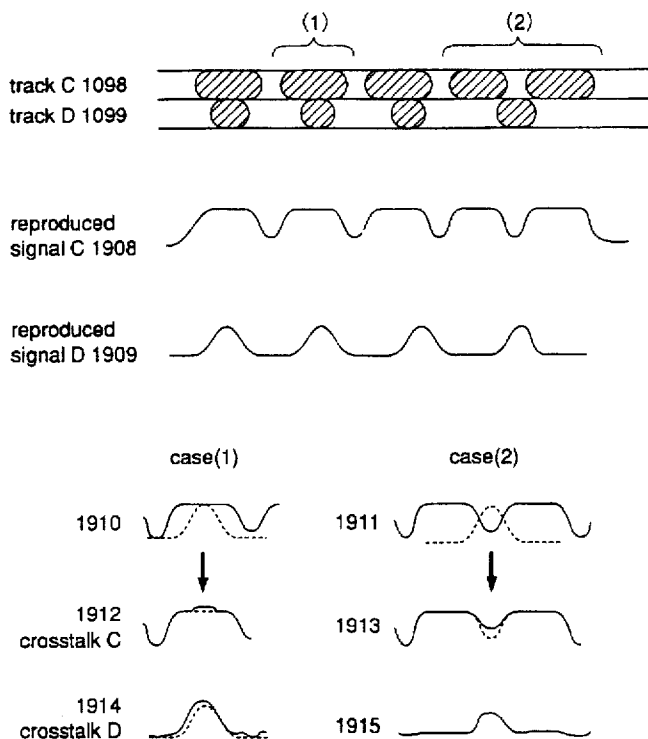 (1) (2)
track C 1098
track D 1099
reproduced
signal C 1908
reproduced
signal D 1909
case(1) case(2)
1910 1911
1912
crosstalk C
1913
1914
crosstalk D
1915